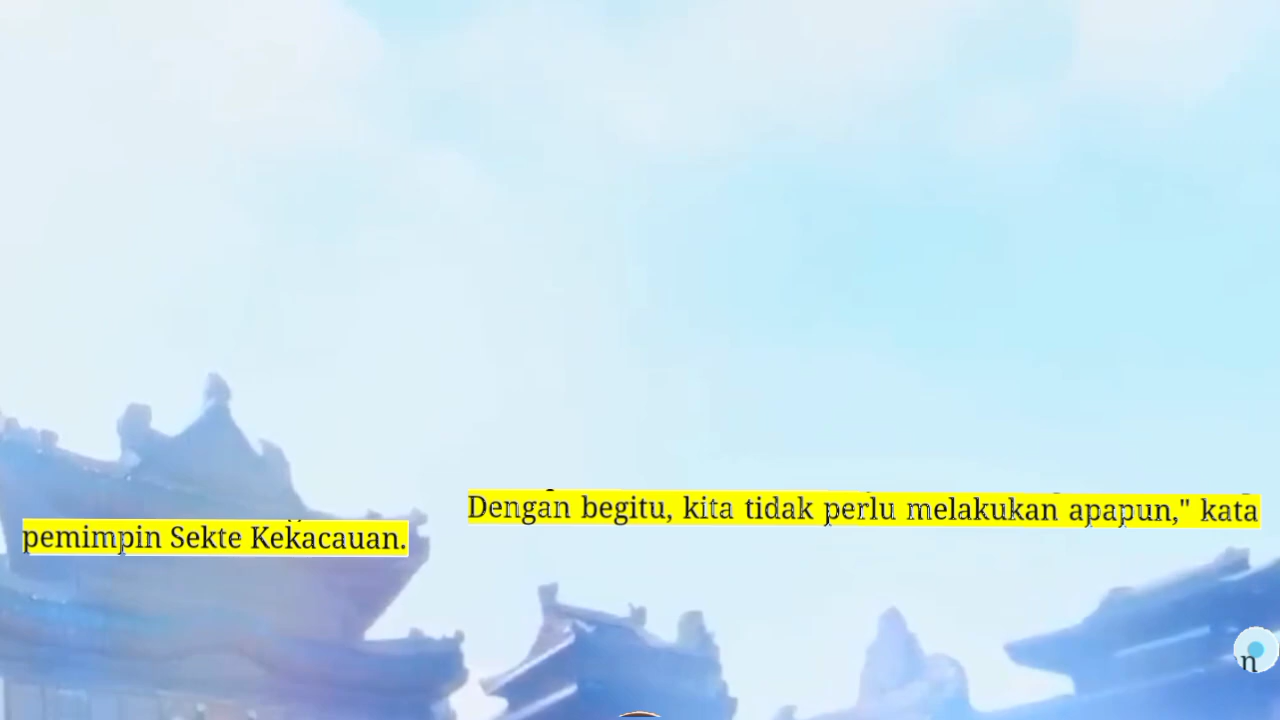 Dengan begitu, kita tidak perlu melakukan apapun," kata
pemimpin Sekte Kekacauan.
n